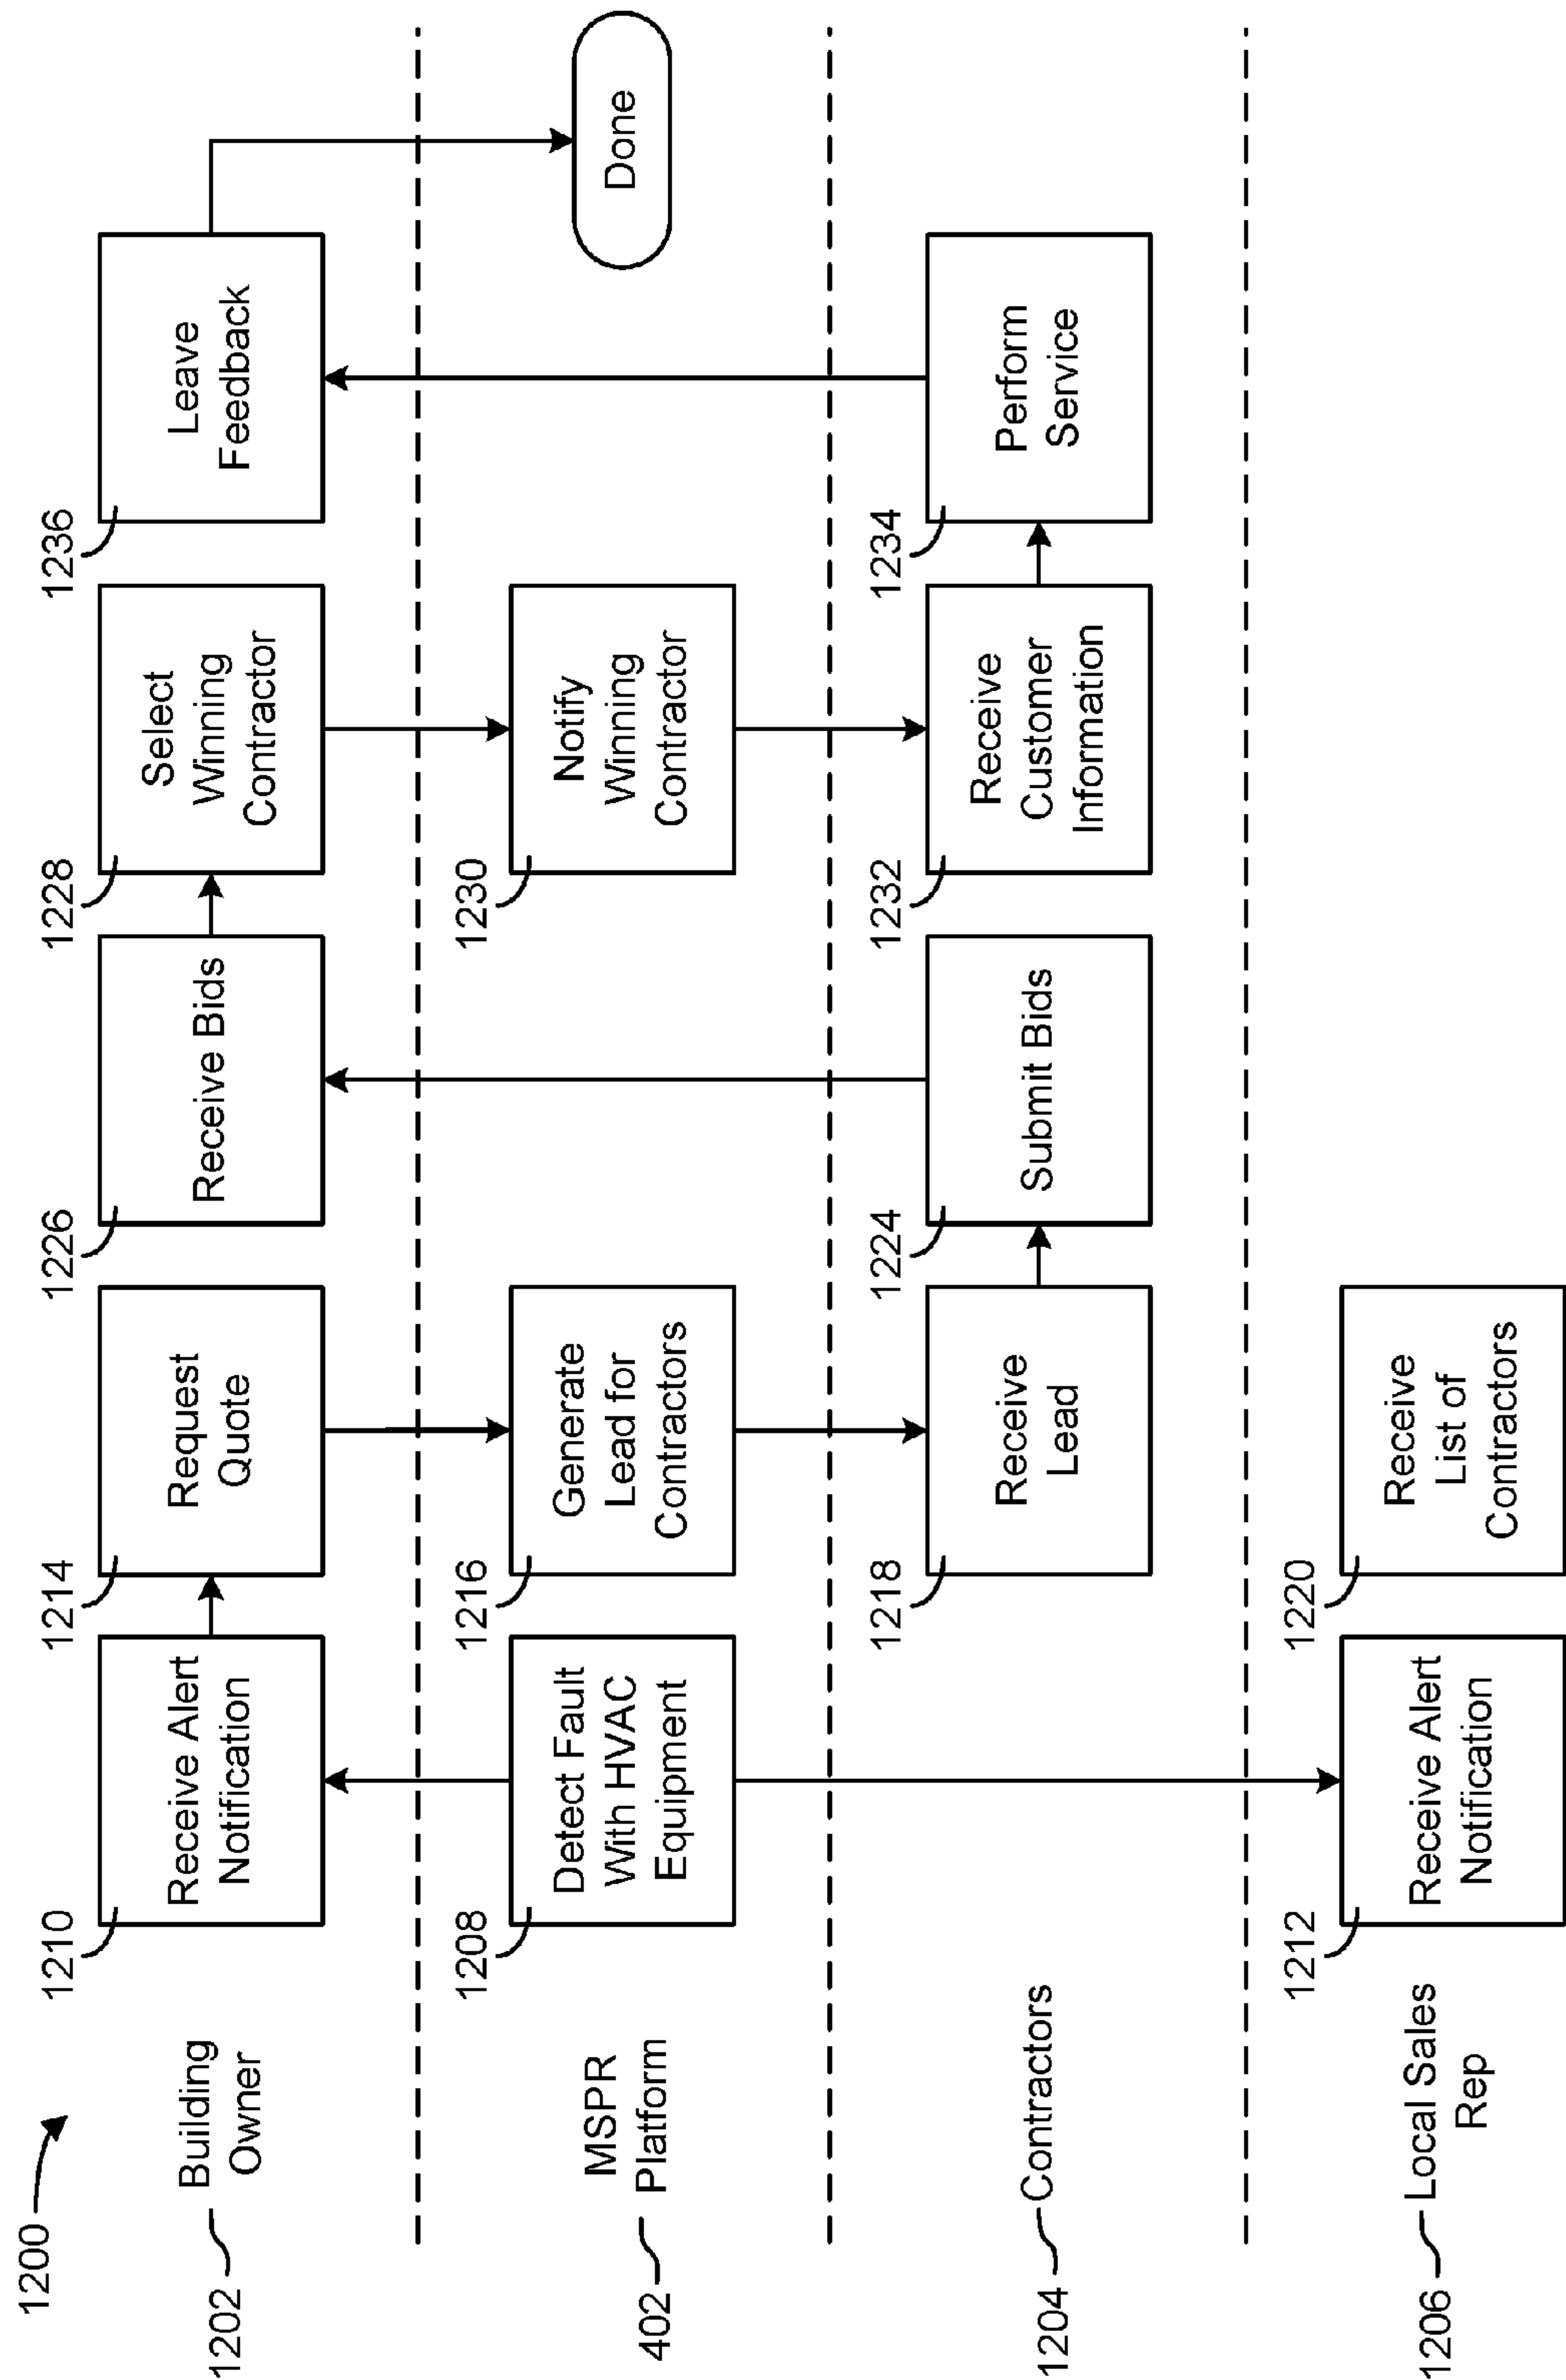 1200
1202
Building
Owner
1210
Receive Alert
Notification
1214
Request
Quote
1226
Receive Bids
1228
Select
Winning
Contractor
1236
Leave
Feedback
402
MSPR
Platform
1208
Detect Fault
With HVAC
Equipment
1216
Generate
Lead for
Contractors
1230
Notify
Winning
Contractor
Done
1204
Contractors
1218
Receive
Lead
1224
Submit Bids
1232
Receive
Customer
Information
1234
Perform
Service
1206
Local Sales
Rep
1212
Receive Alert
Notification
1220
Receive
List of
Contractors